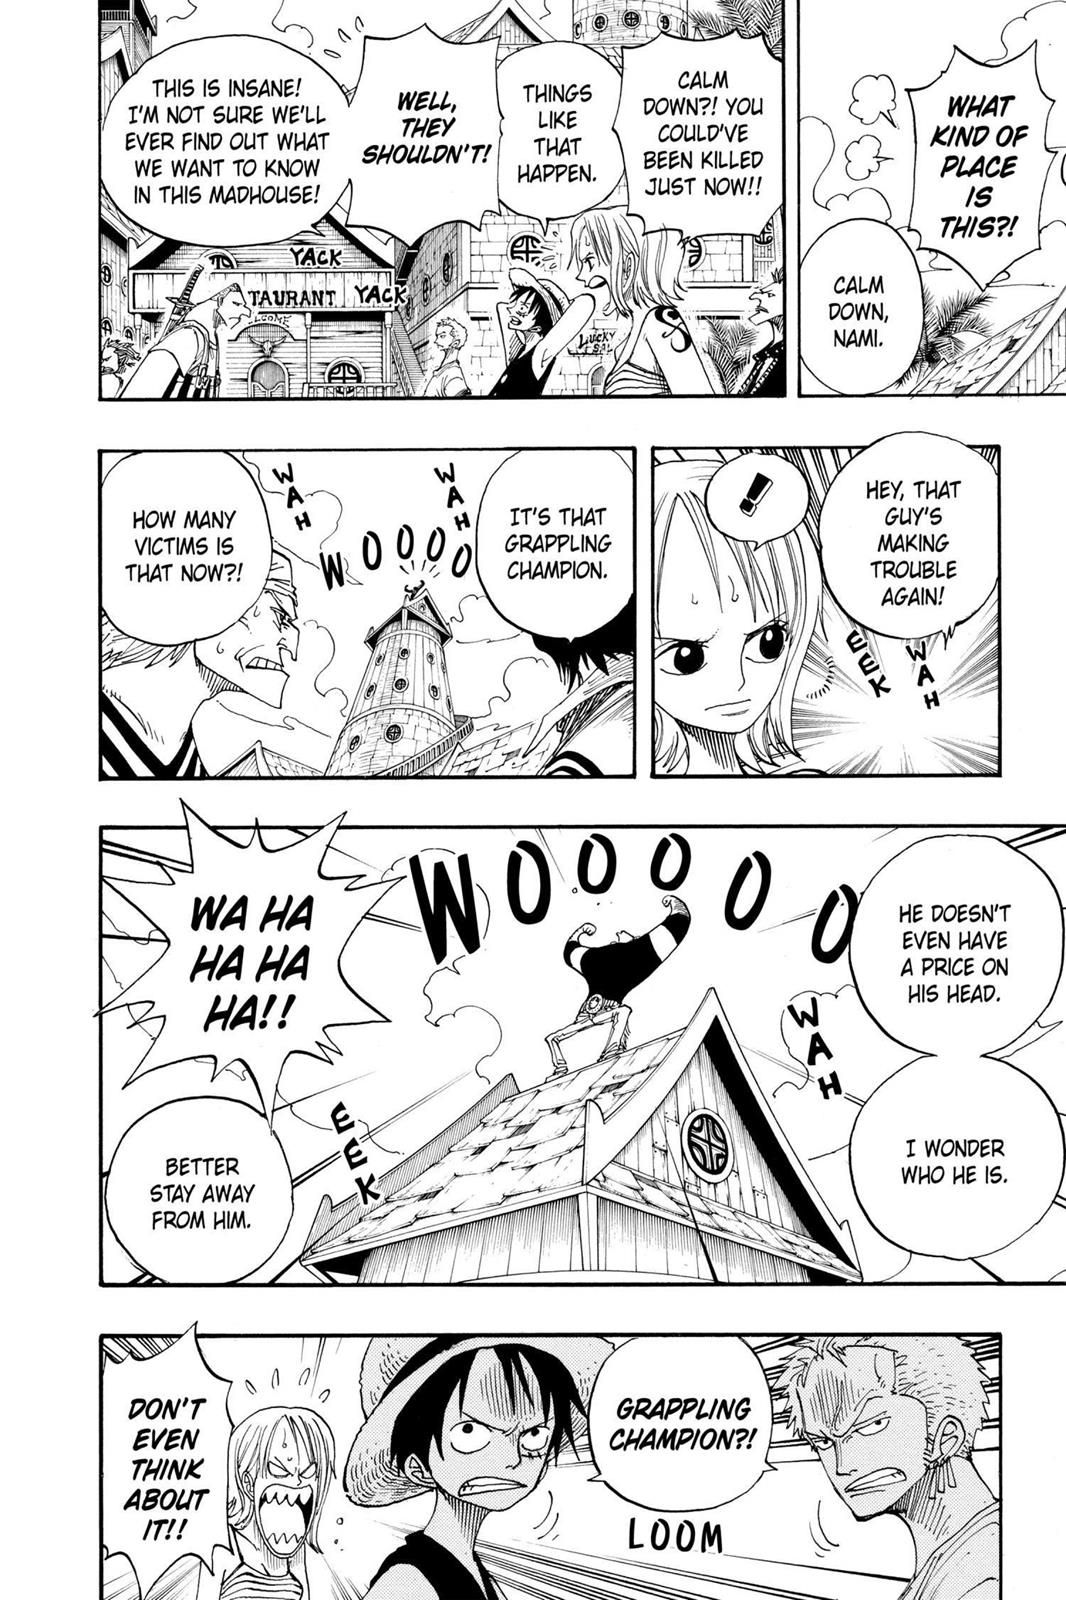 WHAT
KIND OF
PLACE
IS
THIS?!
CALM
DOWN,
NAMI.
CALM
DOWN?! YOU
COULD'VE
BEEN KILLED
JUST NOW!!
THINGS
LIKE
THAT
HAPPEN.
WELL,
THEY
SHOULDN'T!
THIS IS INSANE!
I'M NOT SURE WE'LL
EVER FIND OUT WHAT
WE WANT TO KNOW
IN THIS MADHOUSE!
YACK
TAURANT YACK
LUCKY
HEY, THAT
GUY'S
MAKING
TROUBLE
AGAIN!
!
EEK
WAH
IT'S THAT
GRAPPLING
CHAMPION.
WAH
WAH
WOOOO
HOW MANY
VICTIMS IS
THAT NOW?!
HE DOESN'T
EVEN HAVE
A PRICE ON
HIS HEAD.
I WONDER
WHO HE IS.
WOOOOO
WAH
EEK
WA HA
HA HA
HA!!
BETTER
STAY AWAY
FROM HIM.
GRAPPLING
CHAMPION?!
LOOM
DON'T
EVEN
THINK
ABOUT
IT!!